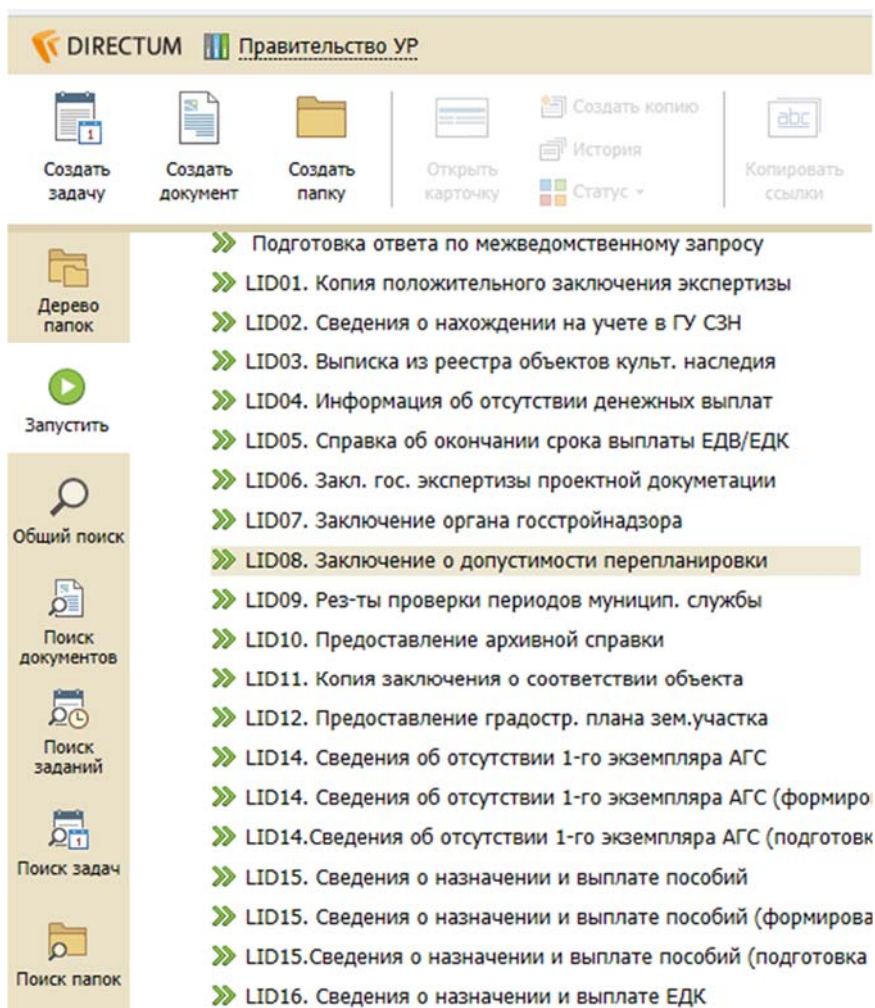 DIRECTUM Правительство УР
Создать задачу
Создать документ
Создать папку
Открыть карточку
Создать копию
История
Статус
abc
Копировать ссылки
Дерево папок
Запустить
Общий поиск
Поиск документов
Поиск заданий
Поиск задач
Поиск папок
Подготовка ответа по межведомственному запросу
LID01. Копия положительного заключения экспертизы
LID02. Сведения о нахождении на учете в ГУ СЗН
LID03. Выписка из реестра объектов культ. наследия
LID04. Информация об отсутствии денежных выплат
LID05. Справка об окончании срока выплаты ЕДВ/ЕДК
LID06. Закл. гос. экспертизы проектной докуметации
LID07. Заключение органа госстройнадзора
LID08. Заключение о допустимости перепланировки
LID09. Рез-ты проверки периодов муницип. службы
LID10. Предоставление архивной справки
LID11. Копия заключения о соответствии объекта
LID12. Предоставление градостр. плана зем.участка
LID14. Сведения об отсутствии 1-го экземпляра АГС
LID14. Сведения об отсутствии 1-го экземпляра АГС (формиро
LID14.Сведения об отсутствии 1-го экземпляра АГС (подготовк
LID15. Сведения о назначении и выплате пособий
LID15. Сведения о назначении и выплате пособий (формирова
LID15.Сведения о назначении и выплате пособий (подготовка
LID16. Сведения о назначении и выплате ЕДК